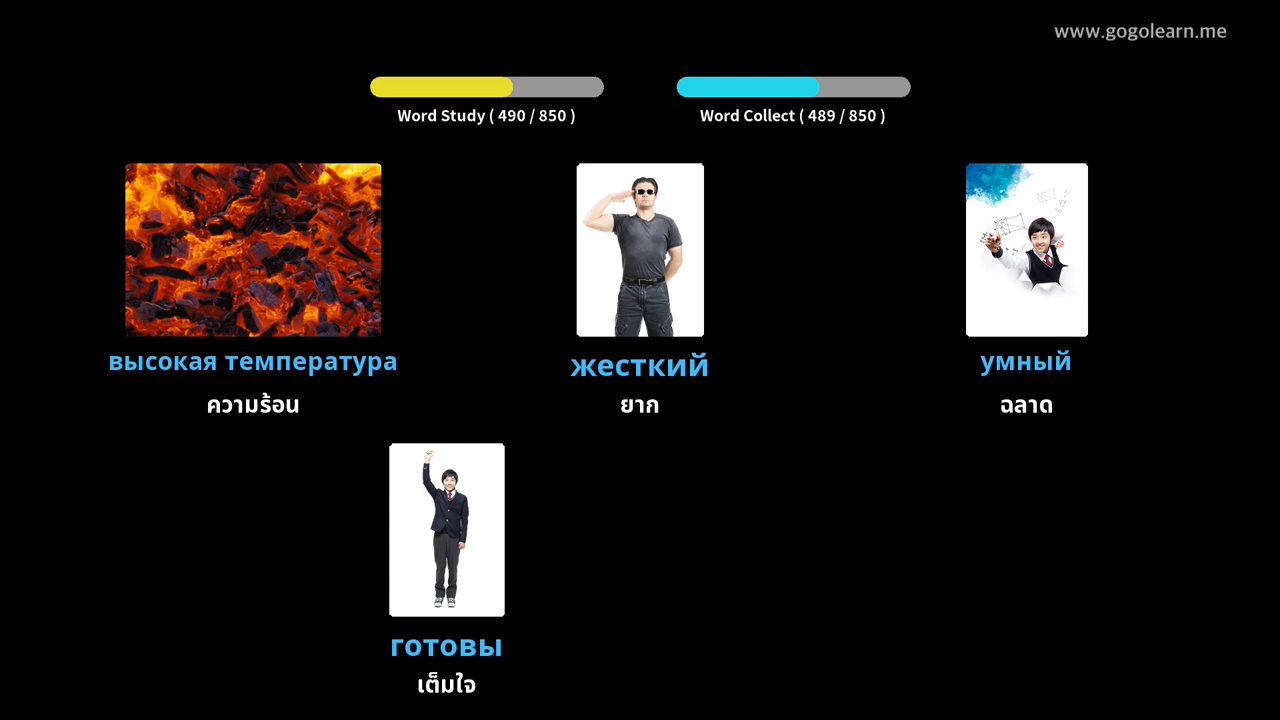 www.gogolearn.me
Word Study ( 490 / 850 )
Word Collect ( 489 / 850 )
высокая температура
жесткий
умный
ความร้อน
ยาก
ฉลาด
готовы
เต็มใจ